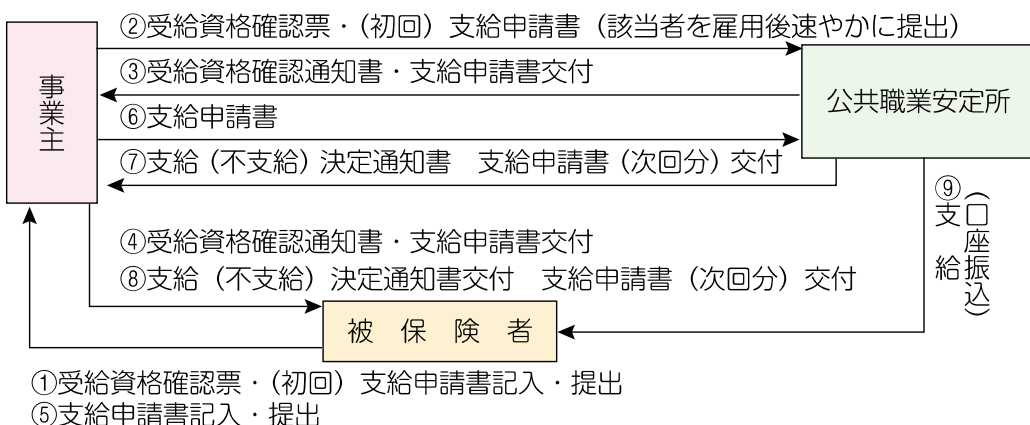 ②受給資格確認票・(初回) 支給申請書 (該当者を雇用後速やかに提出)
事業主
③受給資格確認通知書・支給申請書交付
公共職業安定所
⑥支給申請書
⑦支給 (不支給) 決定通知書　支給申請書 (次回分) 交付
⑨支　給
(口座振込)
④受給資格確認通知書・支給申請書交付
⑧支給 (不支給) 決定通知書交付　支給申請書 (次回分) 交付
被　保　険　者
①受給資格確認票・(初回) 支給申請書記入・提出
⑤支給申請書記入・提出